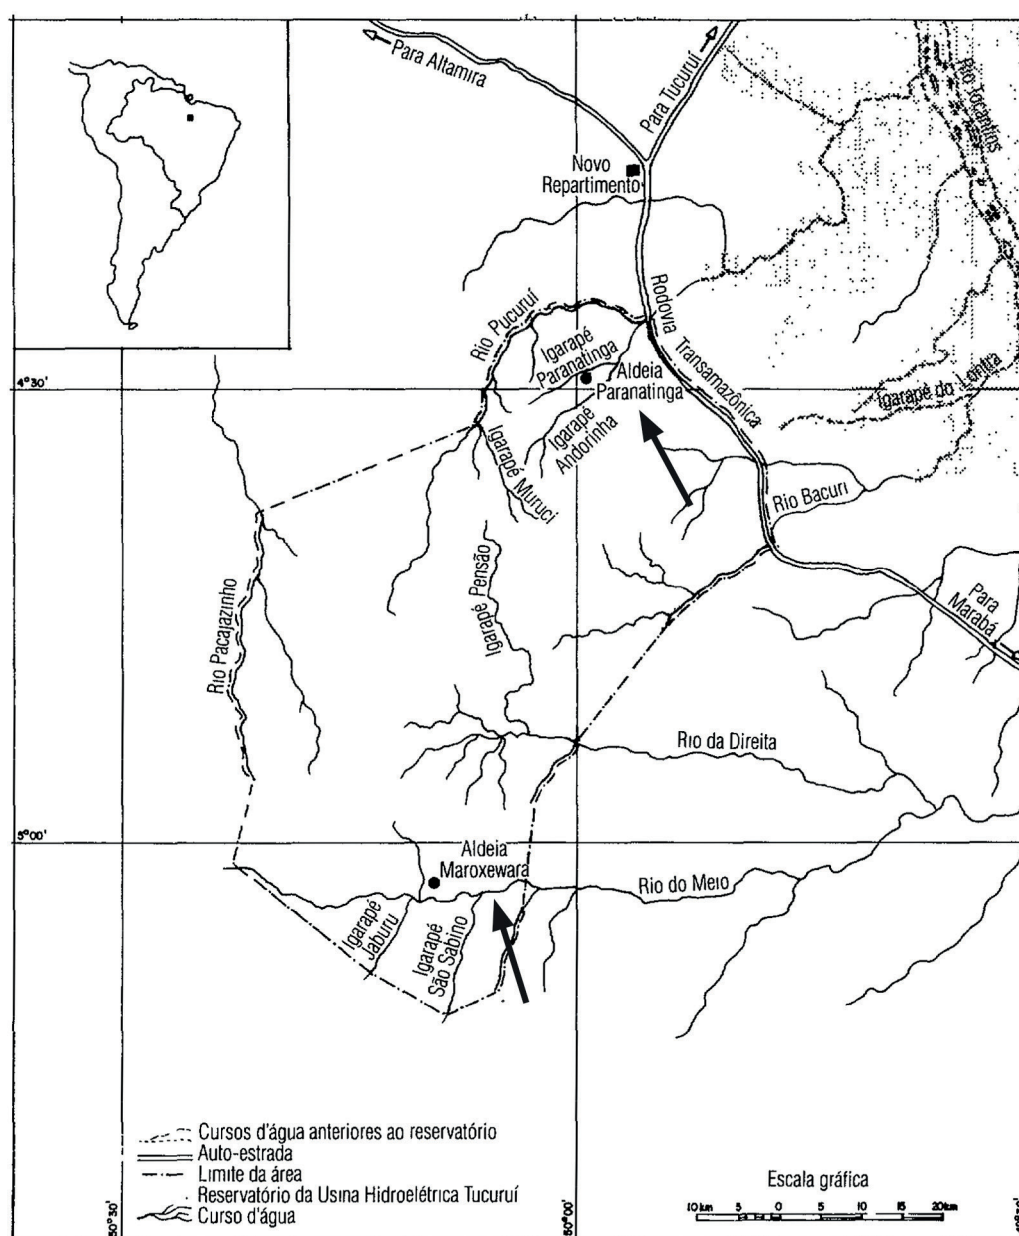 Para Altamira
Para Tucuruí
Rio Tocantins
Novo
Repartimento
Rio Pucuruí
Rodovia Transamazônica
Igarapé
Paranatinga
Aldeia
Paranatinga
Igarapé do Lontra
4°30'
Igarapé
Andorinha
Igarapé Muruci
Rio Bacuri
Igarapé Pensão
Para
Marabá
Rio Pacajazinho
Rio da Direita
5°00'
Aldeia
Maroxewara
Rio do Meio
Igarapé
Jaburu
Igarapé
São Sabino
Cursos d'água anteriores ao reservatório
Auto-estrada
Limite da área
Reservatório da Usina Hidroelétrica Tucuruí
Curso d'água
Escala gráfica
10 km 5 0 5 10 15 20 km
50°30'
50°00'